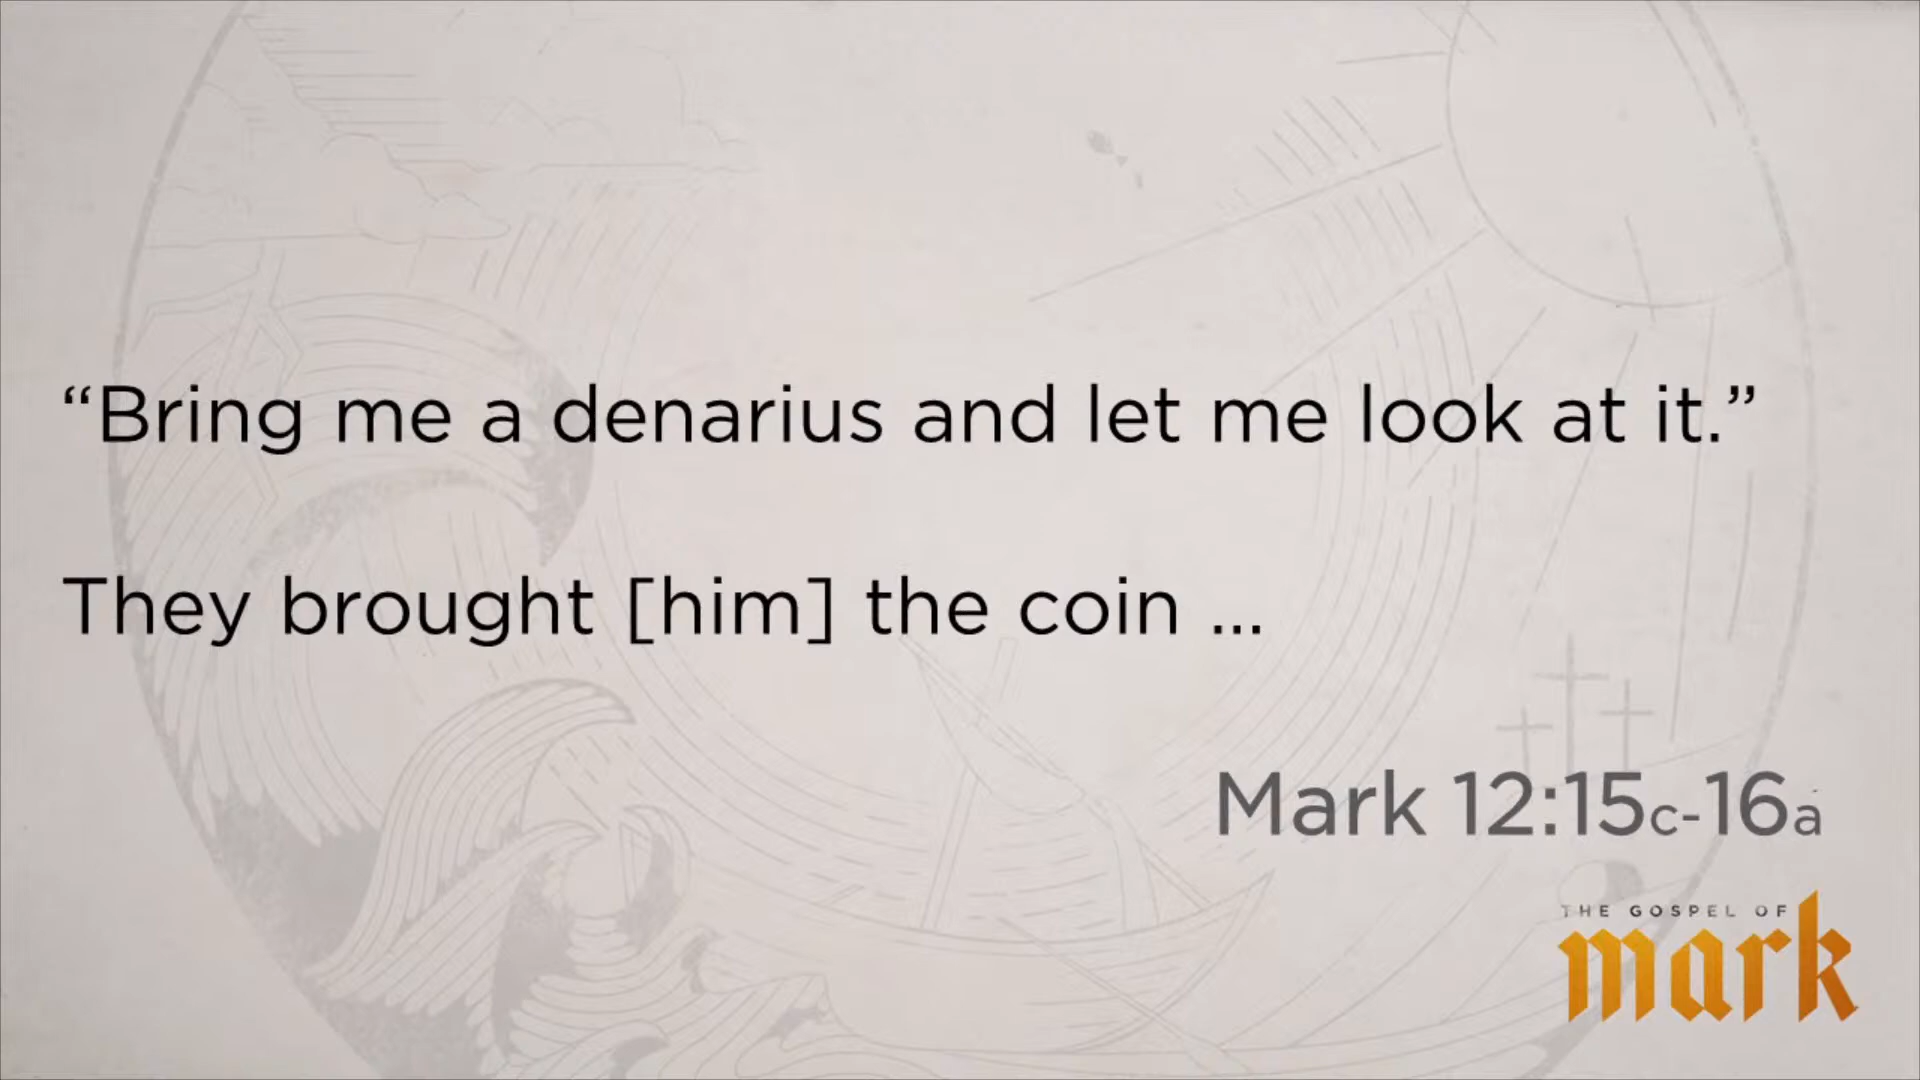 “Bring me a denarius and let me look at it.”
They brought [him] the coin ...
Mark 12:15c-16a
THE GOSPEL OF
mark